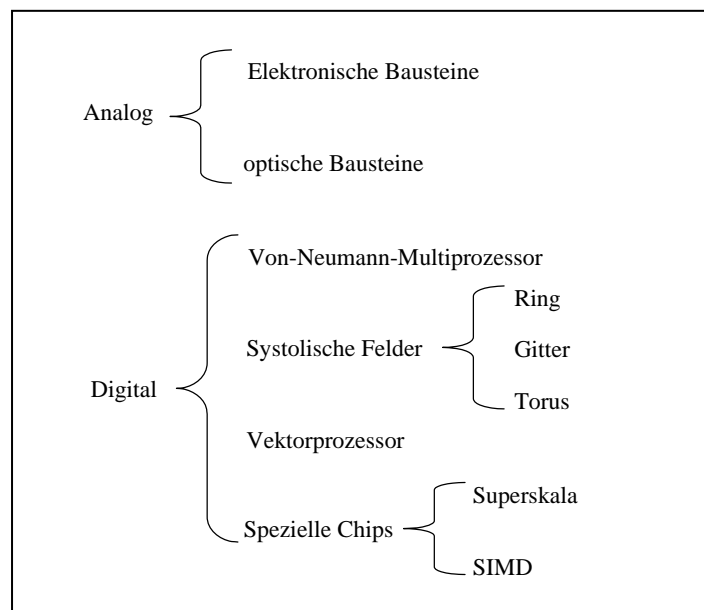 Elektronische Bausteine
Analog
optische Bausteine
Von-Neumann-Multiprozessor
Ring
Systolische Felder
Gitter
Digital
Torus
Vektorprozessor
Superskala
Spezielle Chips
SIMD